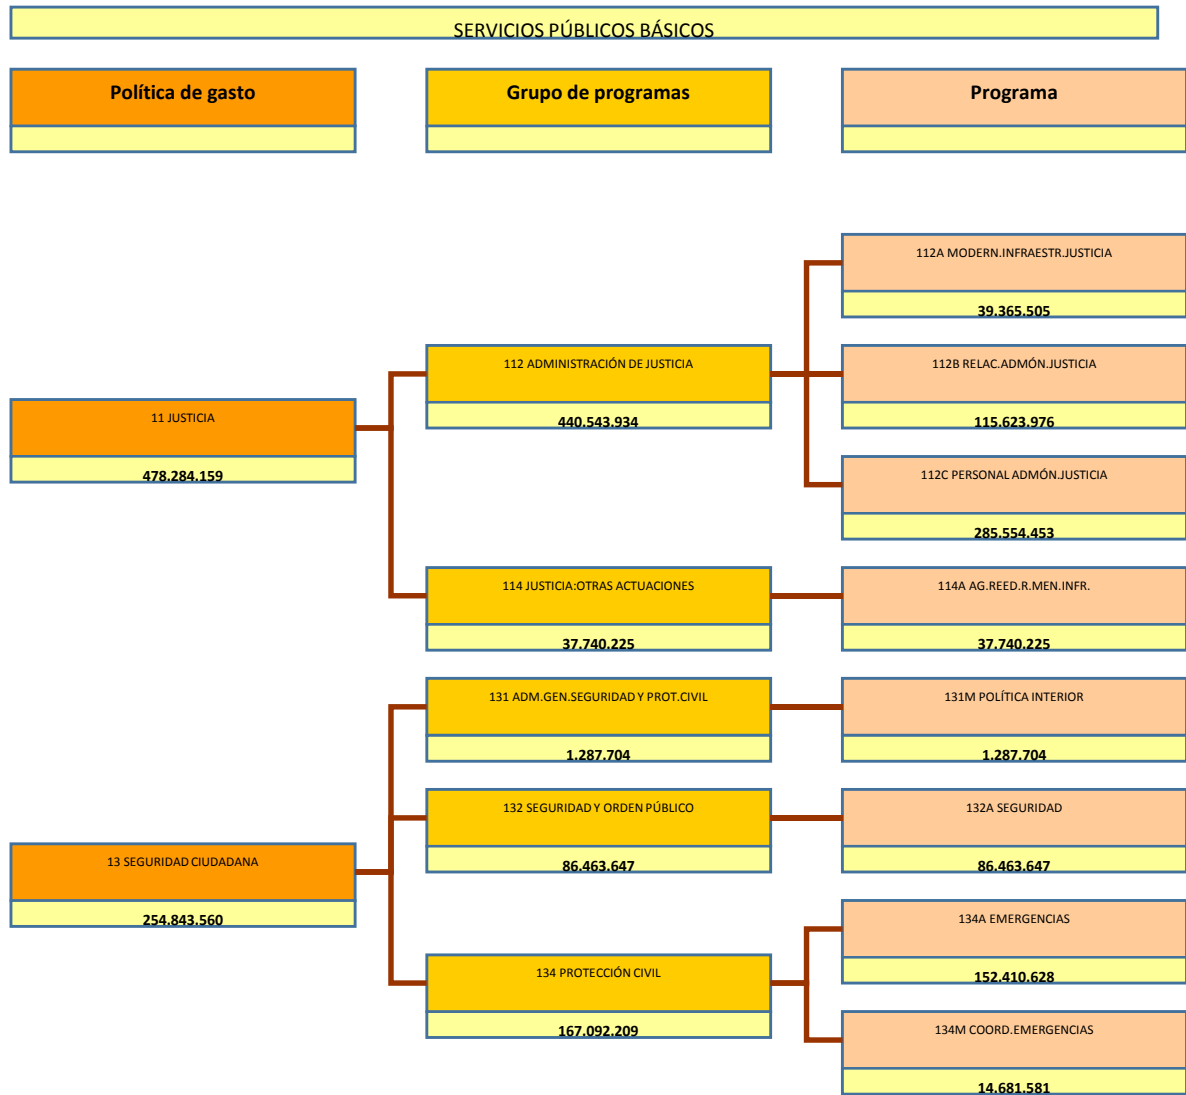 SERVICIOS PÚBLICOS BÁSICOS
Política de gasto
Grupo de programas
Programa
112A MODERN.INFRAESTR.JUSTICIA
39.365.505
112 ADMINISTRACIÓN DE JUSTICIA
440.543.934
112B RELAC.ADMÓN.JUSTICIA
115.623.976
11 JUSTICIA
478.284.159
112C PERSONAL ADMÓN.JUSTICIA
285.554.453
114 JUSTICIA:OTRAS ACTUACIONES
37.740.225
114A AG.REED.R.MEN.INFR.
37.740.225
131 ADM.GEN.SEGURIDAD Y PROT.CIVIL
1.287.704
131M POLÍTICA INTERIOR
1.287.704
132 SEGURIDAD Y ORDEN PÚBLICO
86.463.647
132A SEGURIDAD
86.463.647
13 SEGURIDAD CIUDADANA
254.843.560
134A EMERGENCIAS
152.410.628
134 PROTECCIÓN CIVIL
167.092.209
134M COORD.EMERGENCIAS
14.681.581